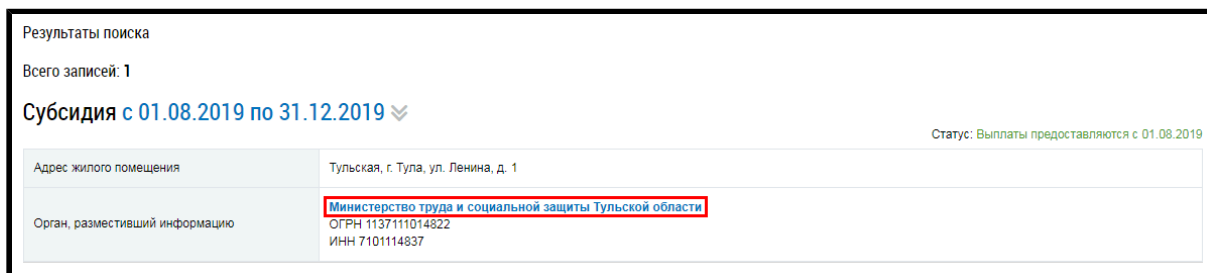 Результаты поиска
Всего записей: 1
Субсидия с 01.08.2019 по 31.12.2019
Статус: Выплаты предоставляются с 01.08.2019
Адрес жилого помещения
Тульская, г. Тула, ул. Ленина, д. 1
Орган, разместивший информацию
Министерство труда и социальной защиты Тульской области
ОГРН 1137111014822
ИНН 7101114837